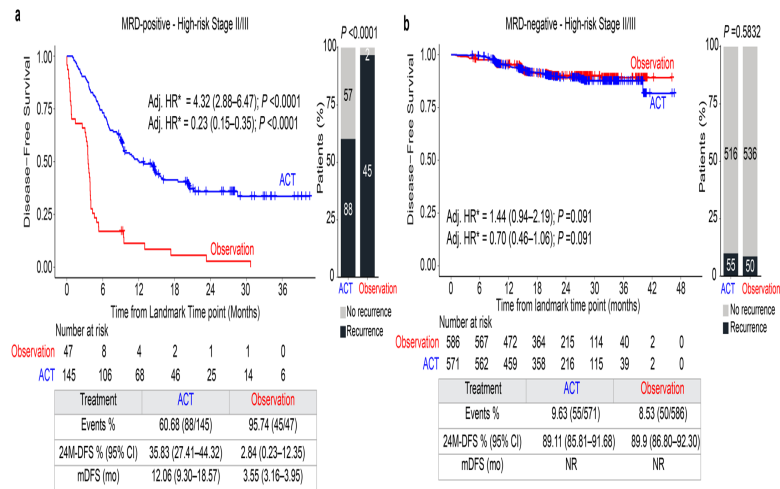 a
MRD-positive - High-risk Stage II/III
P <0.0001
Disease-Free Survival
1.00
0.75
0.50
0.25
0.00
Adj. HR* = 4.32 (2.88–6.47); P <0.0001
Adj. HR* = 0.23 (0.15–0.35); P <0.0001
ACT
Observation
0 6 12 18 24 30 36
Time from Landmark Time point (Months)
Patients (%)
100
75
50
25
0
57
88
2
45
ACT Observation
No recurrence
Recurrence
Number at risk
Observation 47 8 4 2 1 1 0
ACT 145 106 68 46 25 14 6
Treatment ACT Observation
Events % 60.68 (88/145) 95.74 (45/47)
24M-DFS % (95% CI) 35.83 (27.41–44.32) 2.84 (0.23–12.35)
mDFS (mo) 12.06 (9.30–18.57) 3.55 (3.16–3.95)
b
MRD-negative - High-risk Stage II/III
P =0.5832
Disease-Free Survival
1.00
0.75
0.50
0.25
0.00
Observation
ACT
Adj. HR* = 1.44 (0.94–2.19); P =0.091
Adj. HR* = 0.70 (0.46–1.06); P =0.091
0 6 12 18 24 30 36 42 48
Time from landmark time point (months)
Patients (%)
100
75
50
25
0
516
536
55
50
ACT Observation
No recurrence
Recurrence
Number at risk
Observation 586 567 472 364 215 114 40 2 0
ACT 571 562 459 358 216 115 39 2 0
Treatment ACT Observation
Events % 9.63 (55/571) 8.53 (50/586)
24M-DFS % (95% CI) 89.11 (85.81–91.68) 89.9 (86.80–92.30)
mDFS (mo) NR NR